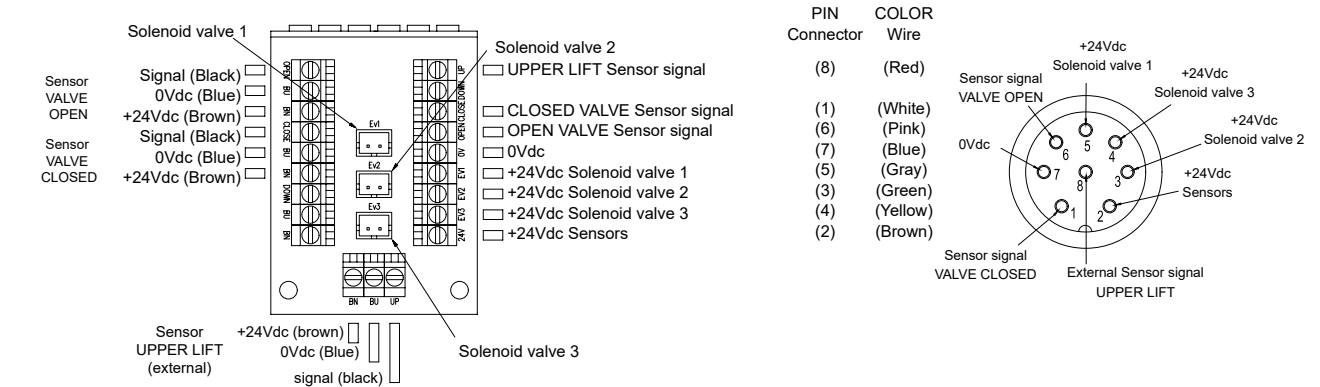 Solenoid valve 1
Solenoid valve 2
Sensor
VALVE
OPEN
Signal (Black)
0Vdc (Blue)
+24Vdc (Brown)
Sensor
VALVE
CLOSED
Signal (Black)
0Vdc (Blue)
+24Vdc (Brown)
OPEN
BU
BN
CLOSE
BU
BN
DOWN
BU
BN
Ev1
Ev2
Ev3
UP
DOWN
CLOSE
OPEN
0V
EV1
EV2
EV3
24V
UPPER LIFT Sensor signal
CLOSED VALVE Sensor signal
OPEN VALVE Sensor signal
0Vdc
+24Vdc Solenoid valve 1
+24Vdc Solenoid valve 2
+24Vdc Solenoid valve 3
+24Vdc Sensors
BN BU UP
Sensor
UPPER LIFT
(external)
+24Vdc (brown)
0Vdc (Blue)
signal (black)
Solenoid valve 3
PIN COLOR
Connector Wire
(8) (Red)
(1) (White)
(6) (Pink)
(7) (Blue)
(5) (Gray)
(3) (Green)
(4) (Yellow)
(2) (Brown)
+24Vdc
Solenoid valve 1
Sensor signal
VALVE OPEN
+24Vdc
Solenoid valve 3
+24Vdc
Solenoid valve 2
0Vdc
+24Vdc
Sensors
6
5
4
7
8
3
1
2
Sensor signal
VALVE CLOSED
External Sensor signal
UPPER LIFT